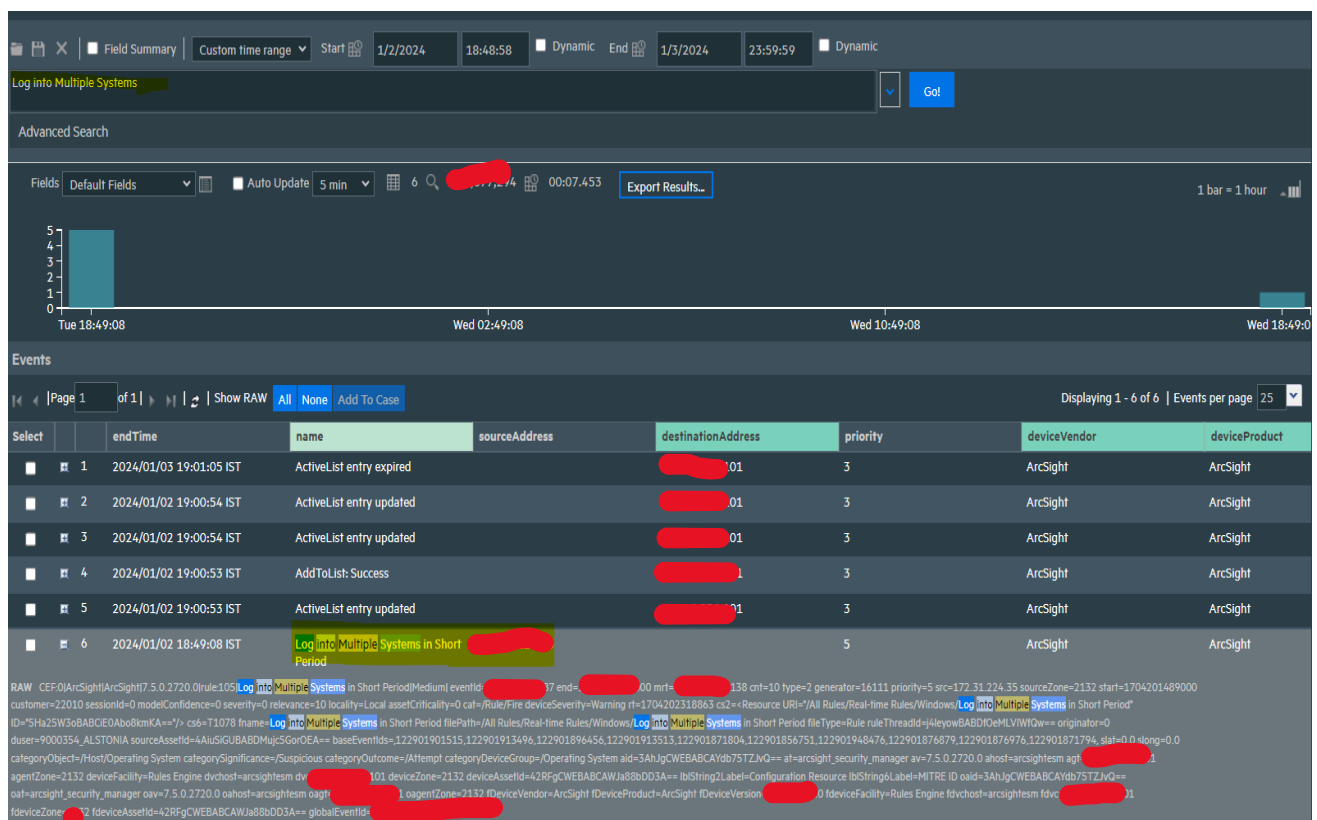 Field Summary Custom time range Start 1/2/2024 18:48:58 Dynamic End 1/3/2024 23:59:59 Dynamic
Log into Multiple Systems
Go!
Advanced Search
Fields Default Fields Auto Update 5 min 6 00:07.453 Export Results... 1 bar = 1 hour
5
4
3
2
1
0
Tue 18:49:08 Wed 02:49:08 Wed 10:49:08 Wed 18:49:0
Events
Page 1 of 1 Show RAW All None Add To Case Displaying 1 - 6 of 6 Events per page 25
Select endTime name sourceAddress destinationAddress priority deviceVendor deviceProduct
1 2024/01/03 19:01:05 IST ActiveList entry expired 01 3 ArcSight ArcSight
2 2024/01/02 19:00:54 IST ActiveList entry updated 01 3 ArcSight ArcSight
3 2024/01/02 19:00:54 IST ActiveList entry updated 01 3 ArcSight ArcSight
4 2024/01/02 19:00:53 IST AddToList: Success 3 ArcSight ArcSight
5 2024/01/02 19:00:53 IST ActiveList entry updated 01 3 ArcSight ArcSight
6 2024/01/02 18:49:08 IST Log into Multiple Systems in Short 5 ArcSight ArcSight
Period
RAW CEF:0|ArcSight|ArcSight|7.5.0.2720.0|rule:105|Log into Multiple Systems in Short Period|Medium| eventId= 37 end= 00 mrt= 138 cnt=10 type=2 generator=16111 priority=5 src=172.31.224.35 sourceZone=2132 start=1704201489000
customer=22010 sessionId=0 modelConfidence=0 severity=0 relevance=10 locality=Local assetCriticality=0 cat=/Rule/Fire deviceSeverity=Warning rt=1704202318863 cs2=<Resource URI="/All Rules/Real-time Rules/Windows/Log into Multiple Systems in Short Period"
ID="5Ha25W3oBABCiE0Abo8kmKA=="/> cs6=T1078 fname=Log into Multiple Systems in Short Period filePath=/All Rules/Real-time Rules/Windows/Log into Multiple Systems in Short Period fileType=Rule ruleThreadId=j4leyowBABDfOeMLVIWfQw== originator=0
duser=9000354_ALSTONIA sourceAssetId=4AiuSiGUBABDMujc5GorOEA== baseEventIds=,122901901515,122901913496,122901896456,122901913513,122901871804,122901856751,122901948476,122901876879,122901876976,122901871794, slat=0.0 slong=0.0
categoryObject=/Host/Operating System categorySignificance=/Suspicious categoryOutcome=/Attempt categoryDeviceGroup=/Operating System aid=3AhJgCWEBABCAYdb75TZJvQ== at=arcsight_security_manager av=7.5.0.2720.0 ahost=arcsightesm agt= 1
agentZone=2132 deviceFacility=Rules Engine dvchost=arcsightesm dv 101 deviceZone=2132 deviceAssetId=42RFgCWEBABCAWJa88bDD3A== lblString2Label=Configuration Resource lblString6Label=MITRE ID oaid=3AhJgCWEBABCAYdb75TZJvQ==
oat=arcsight_security_manager oav=7.5.0.2720.0 oahost=arcsightesm oagt 1 oagentZone=2132 fDeviceVendor=ArcSight fDeviceProduct=ArcSight fDeviceVersion .0 fdeviceFacility=Rules Engine fdvchost=arcsightesm fdvc 01
fdeviceZone= 2 fdeviceAssetId=42RFgCWEBABCAWJa88bDD3A== globalEventId=